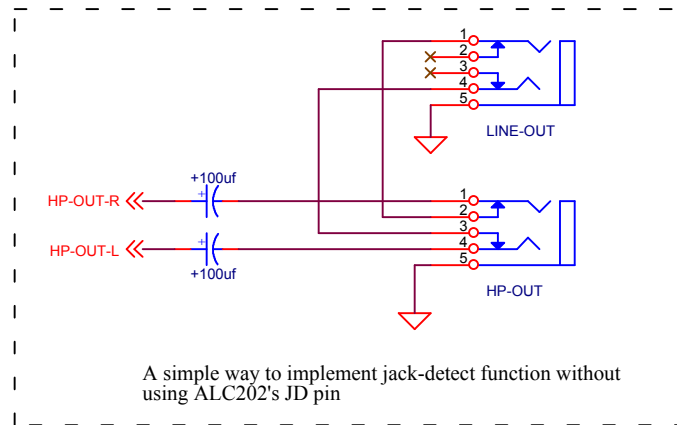 1
2
3
4
5
LINE-OUT
+100uf
+
HP-OUT-R
1
2
3
4
5
HP-OUT-L
+
+100uf
HP-OUT
A simple way to implement jack-detect function without
using ALC202's JD pin